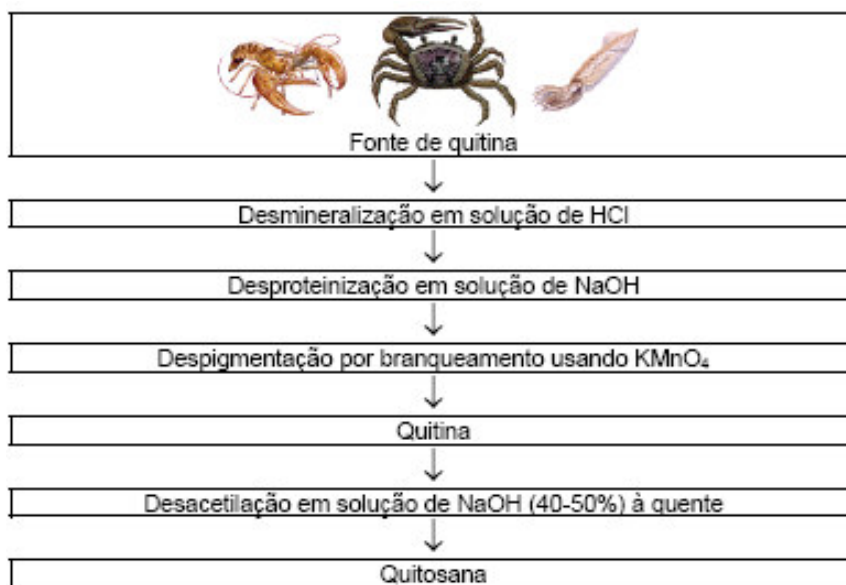 Fonte de quitina
Desmineralização em solução de HCl
Desproteinização em solução de NaOH
Despigmentação por branqueamento usando KMnO₄
Quitina
Desacetilação em solução de NaOH (40-50%) à quente
Quitosana